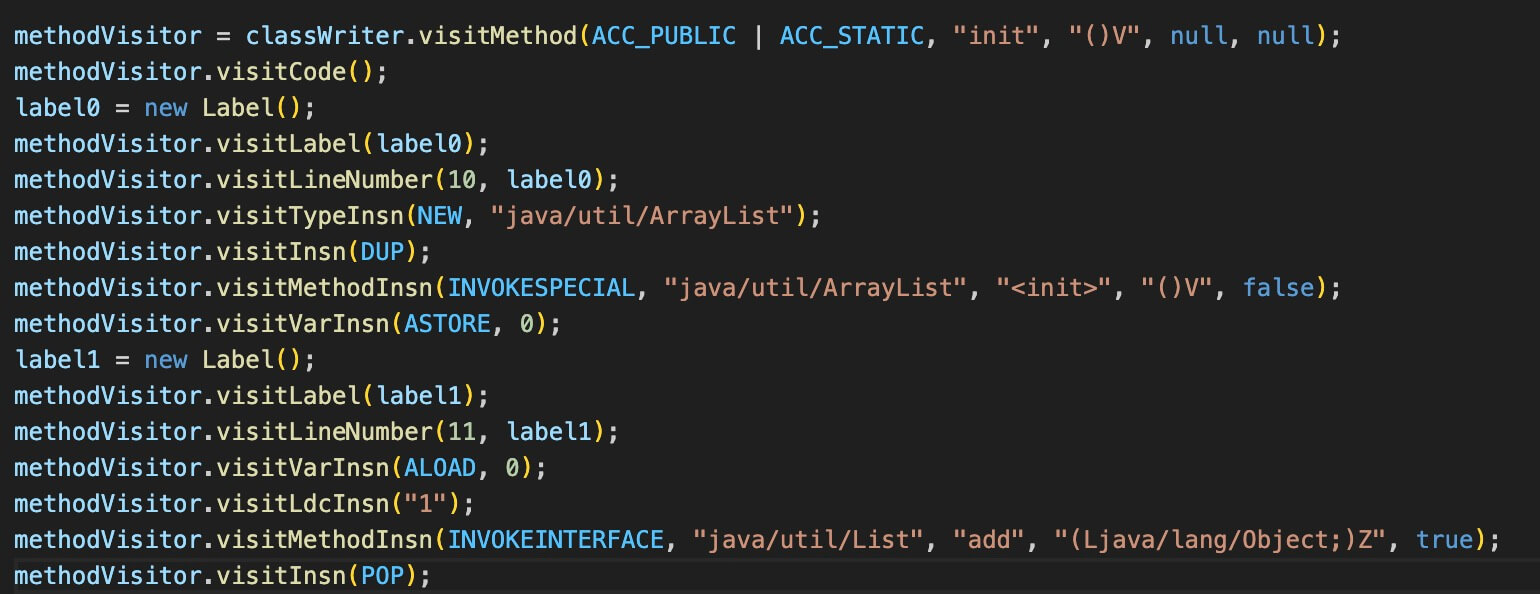 methodVisitor = classWriter.visitMethod(ACC_PUBLIC | ACC_STATIC, "init", "()V", null, null);
methodVisitor.visitCode();
label0 = new Label();
methodVisitor.visitLabel(label0);
methodVisitor.visitLineNumber(10, label0);
methodVisitor.visitTypeInsn(NEW, "java/util/ArrayList");
methodVisitor.visitInsn(DUP);
methodVisitor.visitMethodInsn(INVOKESPECIAL, "java/util/ArrayList", "<init>", "()V", false);
methodVisitor.visitVarInsn(ASTORE, 0);
label1 = new Label();
methodVisitor.visitLabel(label1);
methodVisitor.visitLineNumber(11, label1);
methodVisitor.visitVarInsn(ALOAD, 0);
methodVisitor.visitLdcInsn("1");
methodVisitor.visitMethodInsn(INVOKEINTERFACE, "java/util/List", "add", "(Ljava/lang/Object;)Z", true);
methodVisitor.visitInsn(POP);